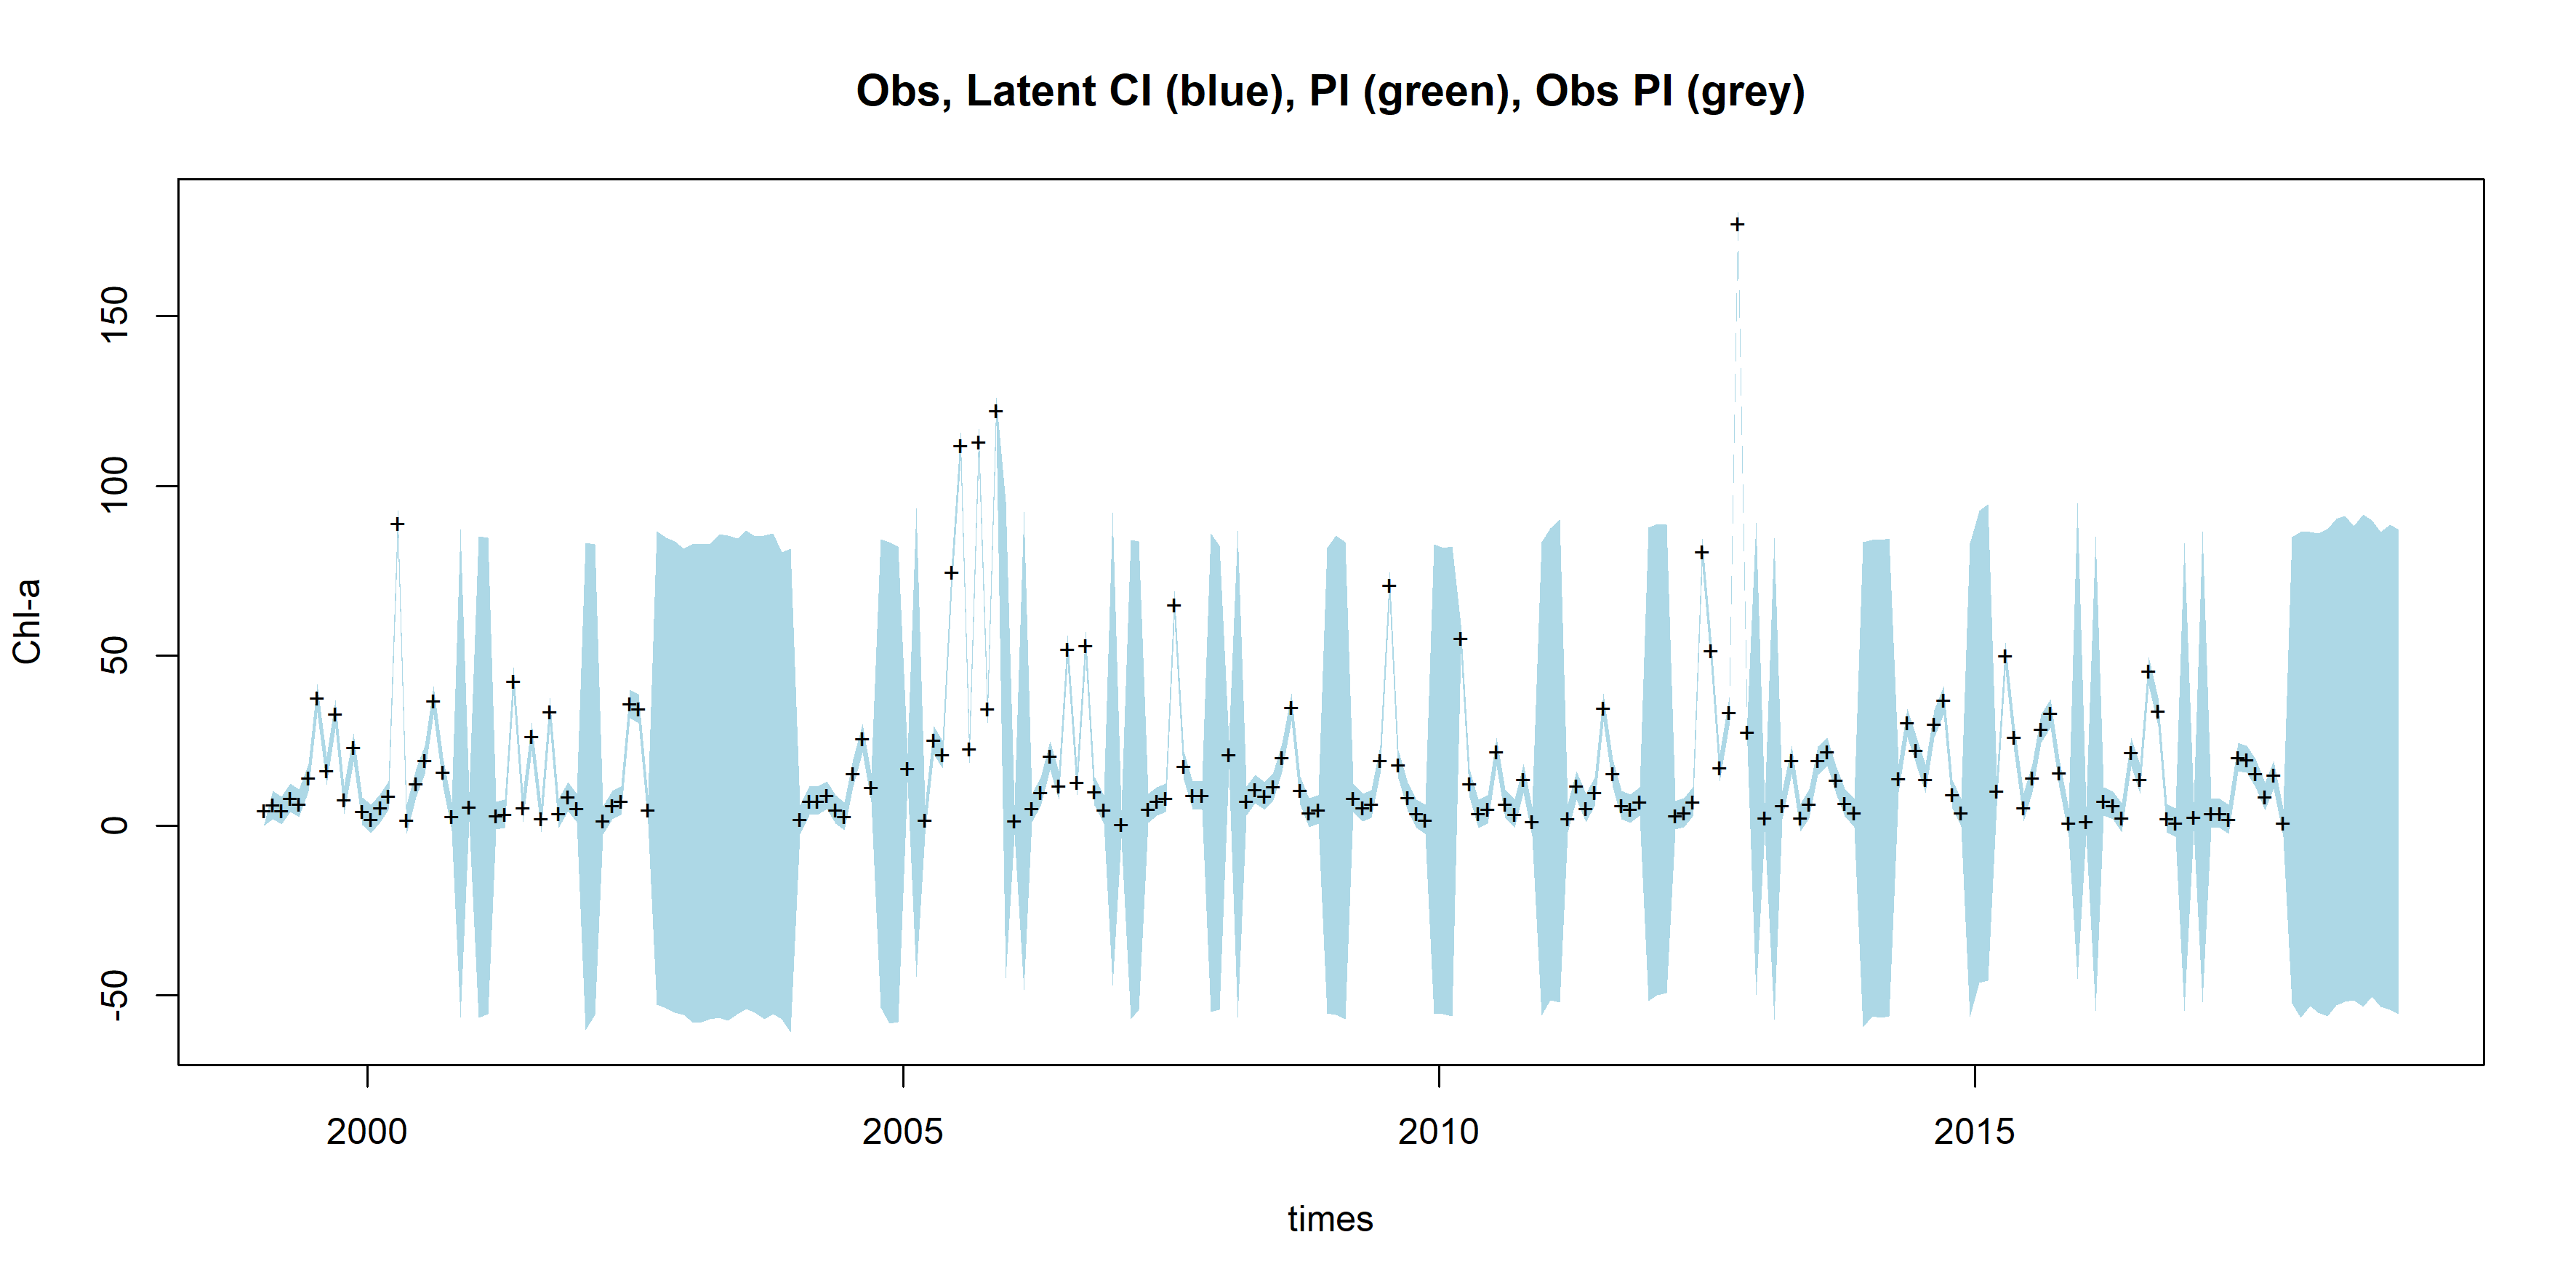 Obs, Latent CI (blue), PI (green), Obs PI (grey)
Chl-a
150
100
50
0
-50
2000 2005 2010 2015
times